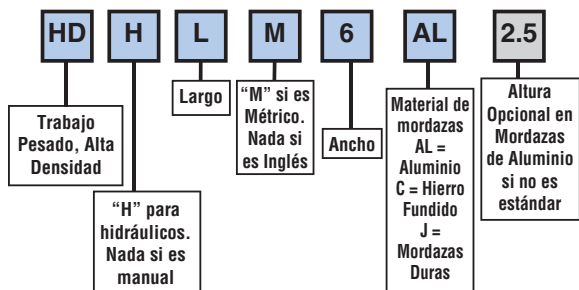 HD H L M 6 AL 2.5
Trabajo
Pesado, Alta
Densidad
“H” para
hidráulicos.
Nada si es
manual
Largo
“M” si es
Métrico.
Nada si
es Inglés
Ancho
Material de
mordazas
AL =
Aluminio
C = Hierro
Fundido
J =
Mordazas
Duras
Altura
Opcional en
Mordazas
de Aluminio
si no es
estándar